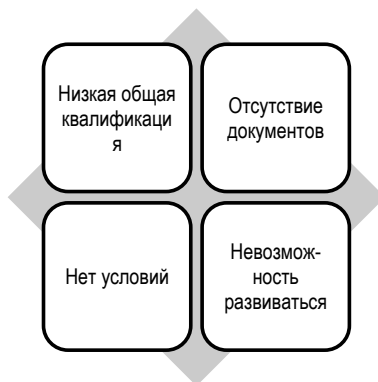 Низкая общая
квалификаци
я
Отсутствие
документов
Нет условий
Невозмож-
ность
развиваться